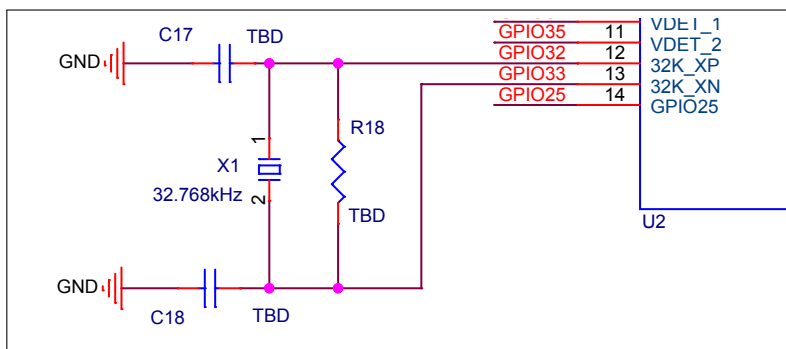 VDET_1
GPIO35 11 VDET_2
C17 TBD
GPIO32 12 32K_XP
GND
GPIO33 13 32K_XN
GPIO25 14 GPIO25
1
R18
X1
32.768kHz
2
TBD
U2
GND
C18 TBD